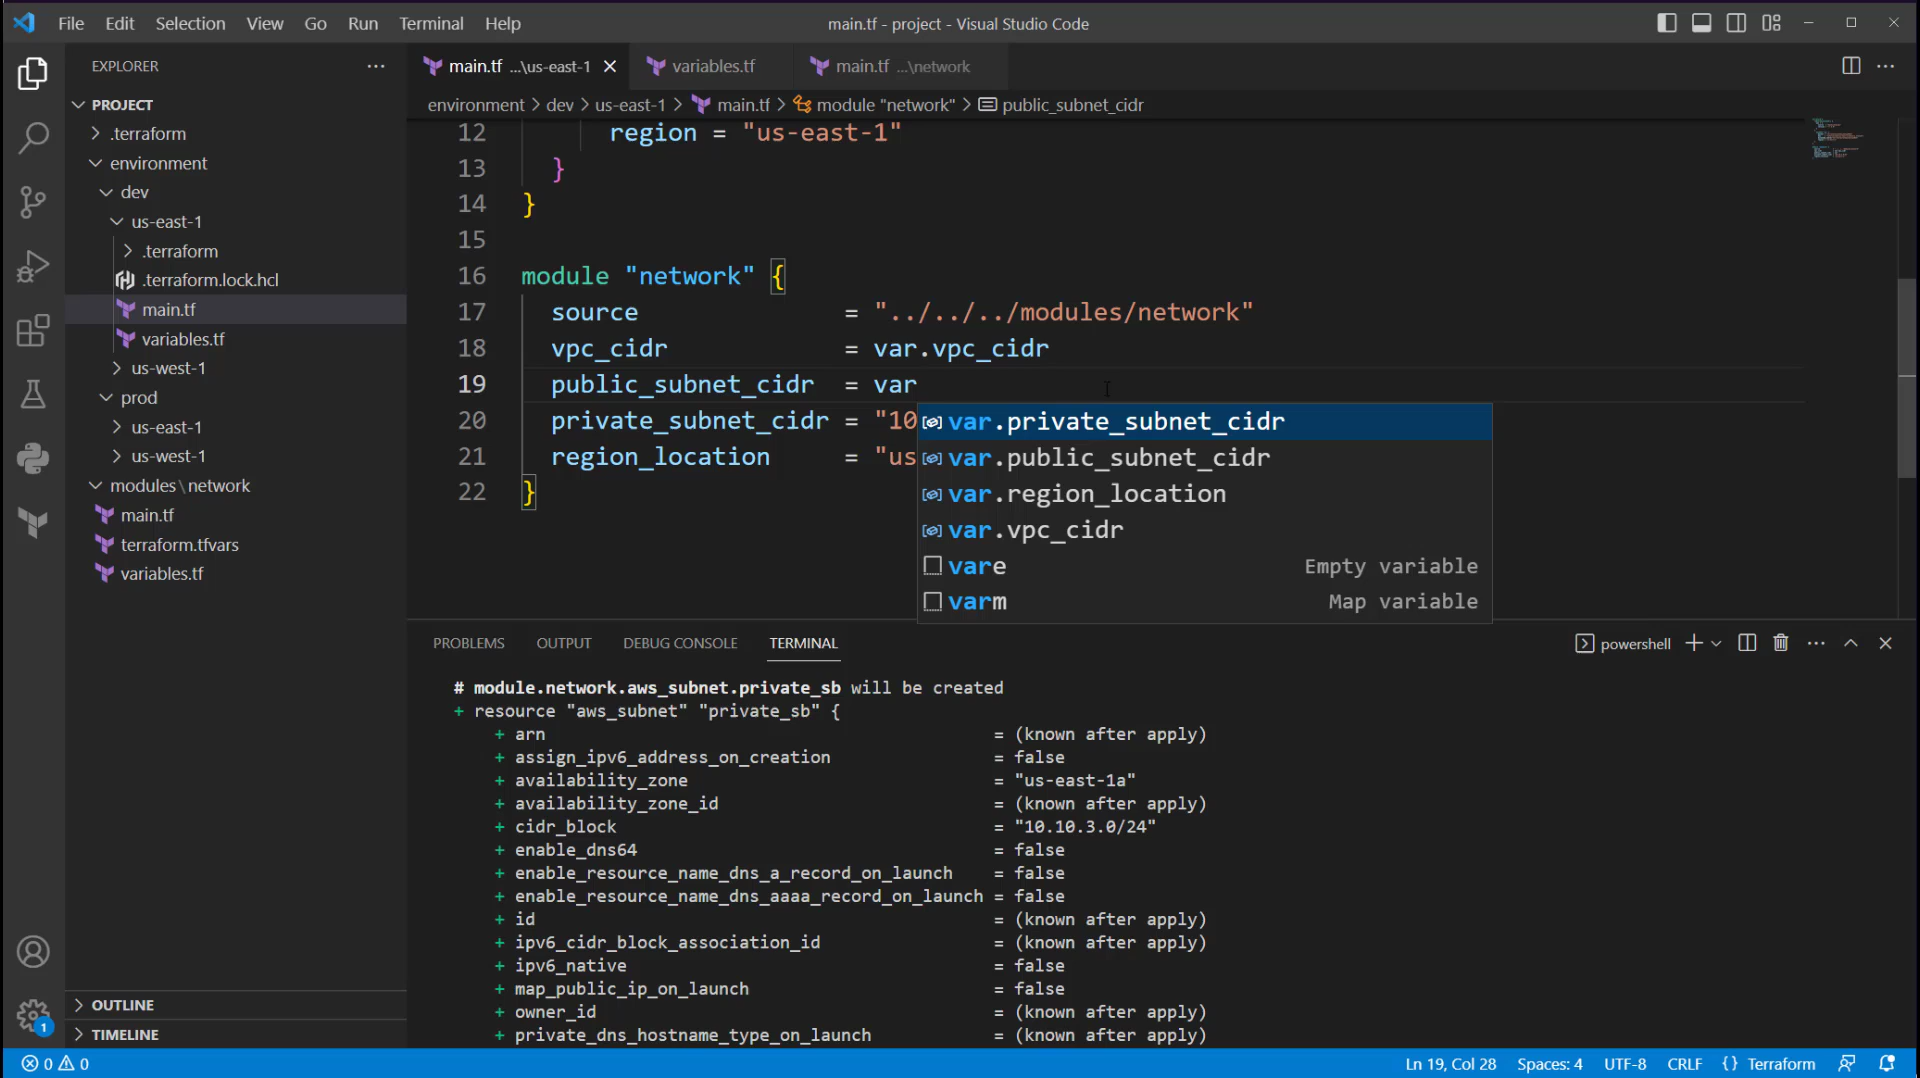 File Edit Selection View Go Run Terminal Help
main.tf - project - Visual Studio Code
EXPLORER
PROJECT
.terraform
environment
dev
us-east-1
.terraform
.terraform.lock.hcl
main.tf
variables.tf
us-west-1
prod
us-east-1
us-west-1
modules\network
main.tf
terraform.tfvars
variables.tf
OUTLINE
TIMELINE
1
main.tf ...\us-east-1
variables.tf
main.tf ...\network
environment > dev > us-east-1 > main.tf > module "network" > public_subnet_cidr
12 region = "us-east-1"
13 }
14 }
15
16 module "network" {
17 source = "../../../modules/network"
18 vpc_cidr = var.vpc_cidr
19 public_subnet_cidr = var
20 private_subnet_cidr = "10
21 region_location = "us
22 }
var.private_subnet_cidr
var.public_subnet_cidr
var.region_location
var.vpc_cidr
vare Empty variable
varm Map variable
PROBLEMS OUTPUT DEBUG CONSOLE TERMINAL
powershell
# module.network.aws_subnet.private_sb will be created
+ resource "aws_subnet" "private_sb" {
+ arn = (known after apply)
+ assign_ipv6_address_on_creation = false
+ availability_zone = "us-east-1a"
+ availability_zone_id = (known after apply)
+ cidr_block = "10.10.3.0/24"
+ enable_dns64 = false
+ enable_resource_name_dns_a_record_on_launch = false
+ enable_resource_name_dns_aaaa_record_on_launch = false
+ id = (known after apply)
+ ipv6_cidr_block_association_id = (known after apply)
+ ipv6_native = false
+ map_public_ip_on_launch = false
+ owner_id = (known after apply)
+ private_dns_hostname_type_on_launch = (known after apply)
0 0
Ln 19, Col 28 Spaces: 4 UTF-8 CRLF {} Terraform